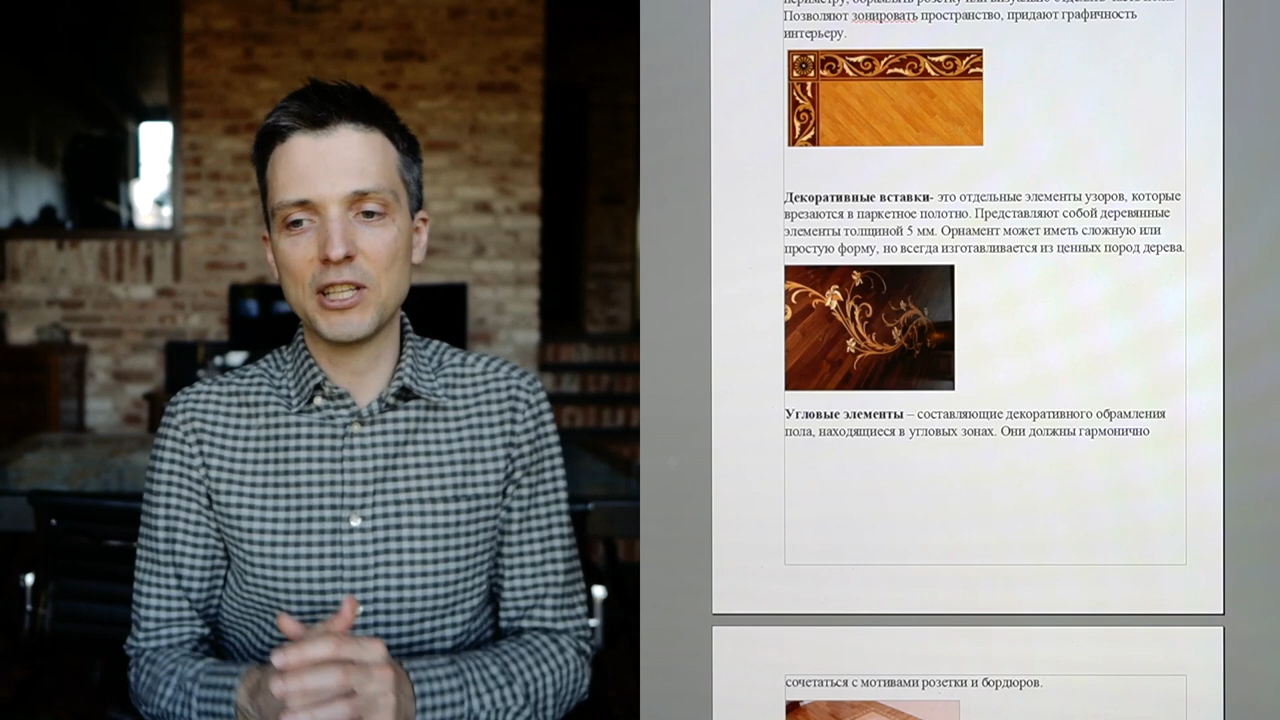 Позволяют зонировать пространство, придают графичность
интерьеру.
Декоративные вставки- это отдельные элементы узоров, которые
врезаются в паркетное полотно. Представляют собой деревянные
элементы толщиной 5 мм. Орнамент может иметь сложную или
простую форму, но всегда изготавливается из ценных пород дерева.
Угловые элементы – составляющие декоративного обрамления
пола, находящиеся в угловых зонах. Они должны гармонично
сочетаться с мотивами розетки и бордюров.